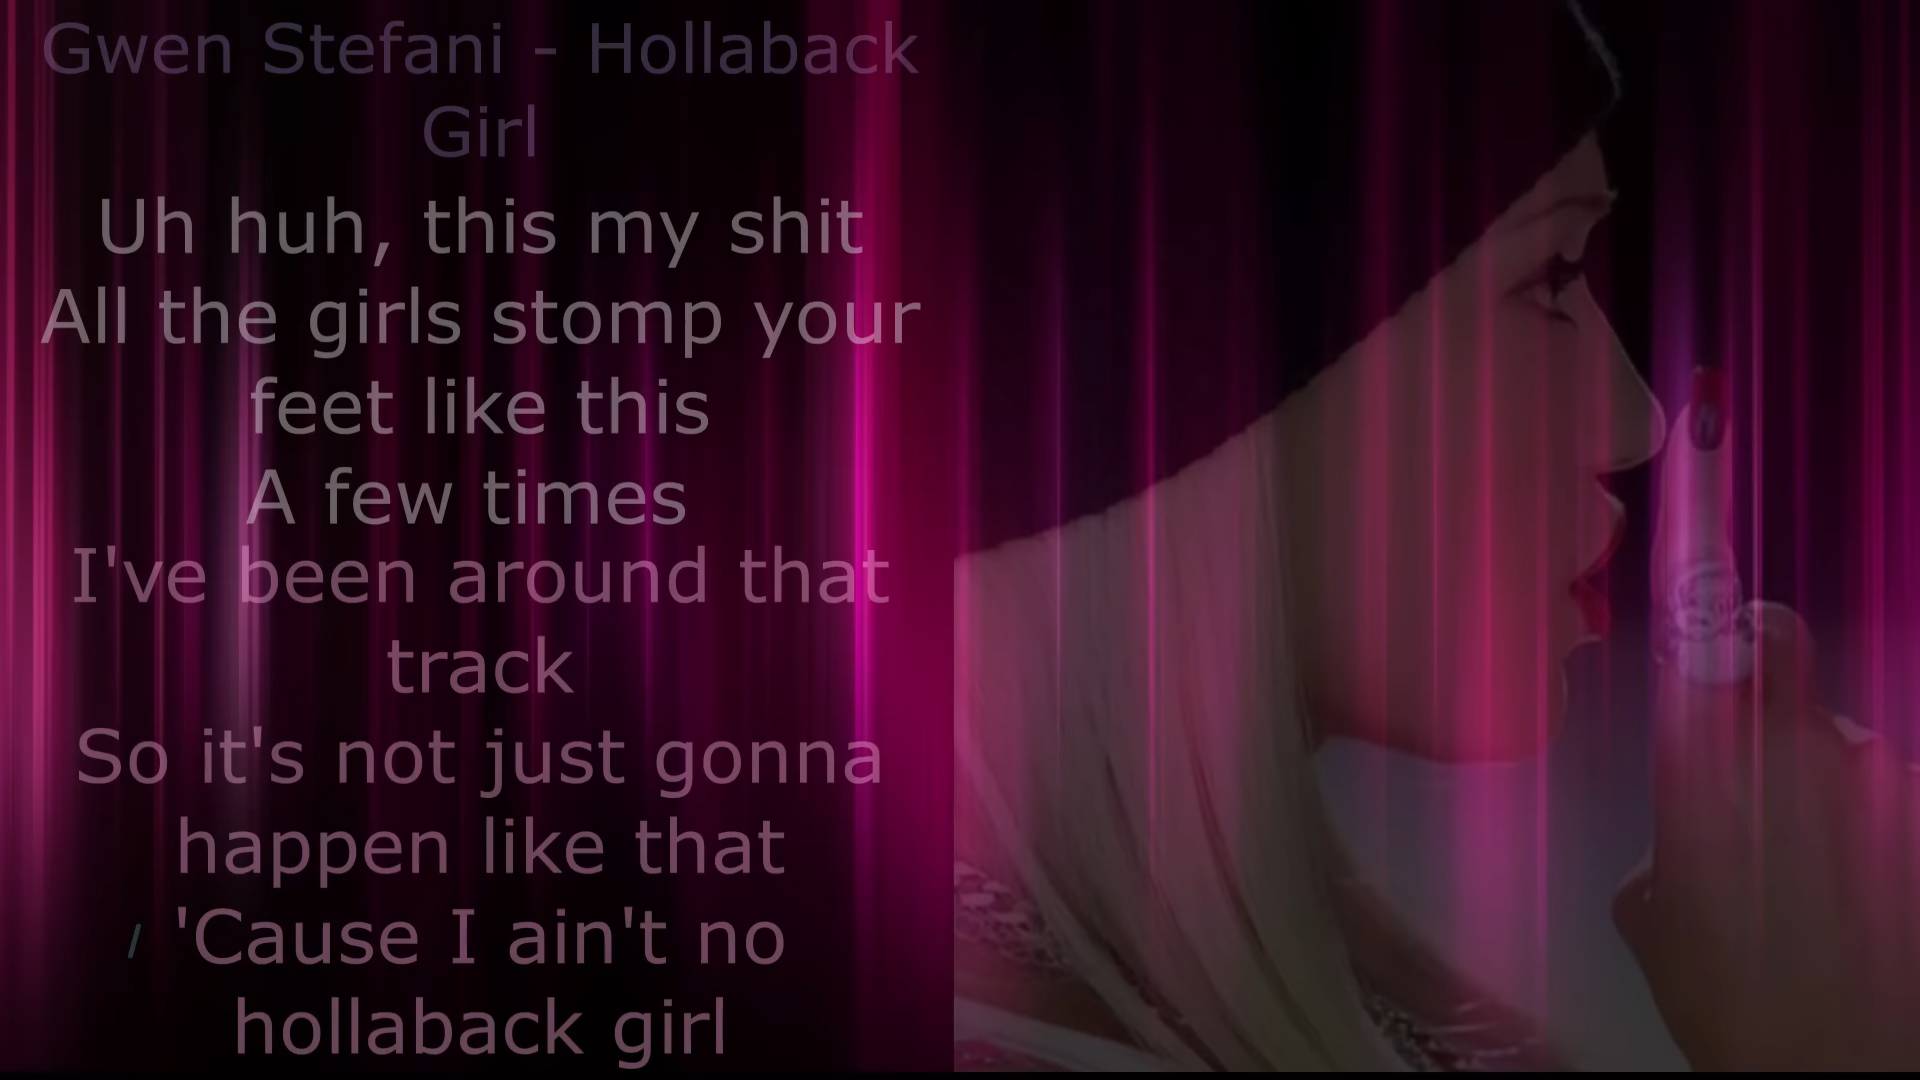 Gwen Stefani - Hollaback
Girl
Uh huh, this my shit
All the girls stomp your
feet like this
A few times
I've been around that
track
So it's not just gonna
happen like that
'Cause I ain't no
hollaback girl